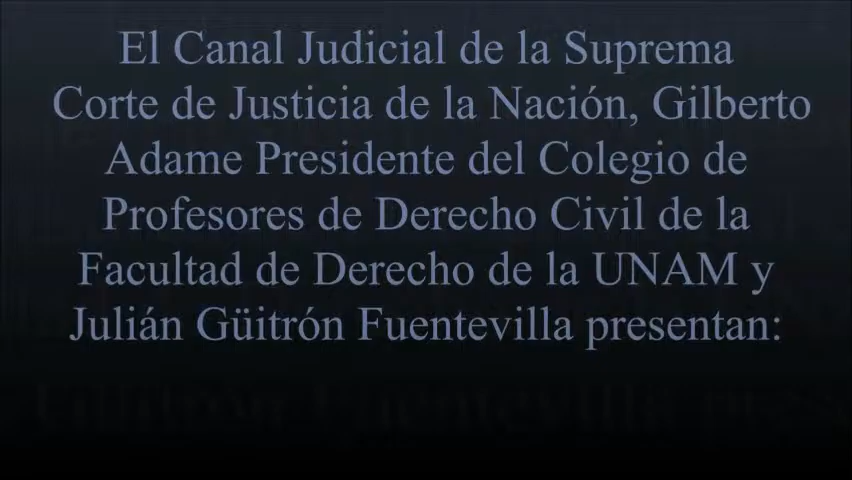 El Canal Judicial de la Suprema
Corte de Justicia de la Nación, Gilberto
Adame Presidente del Colegio de
Profesores de Derecho Civil de la
Facultad de Derecho de la UNAM y
Julián Güitrón Fuentevilla presentan: